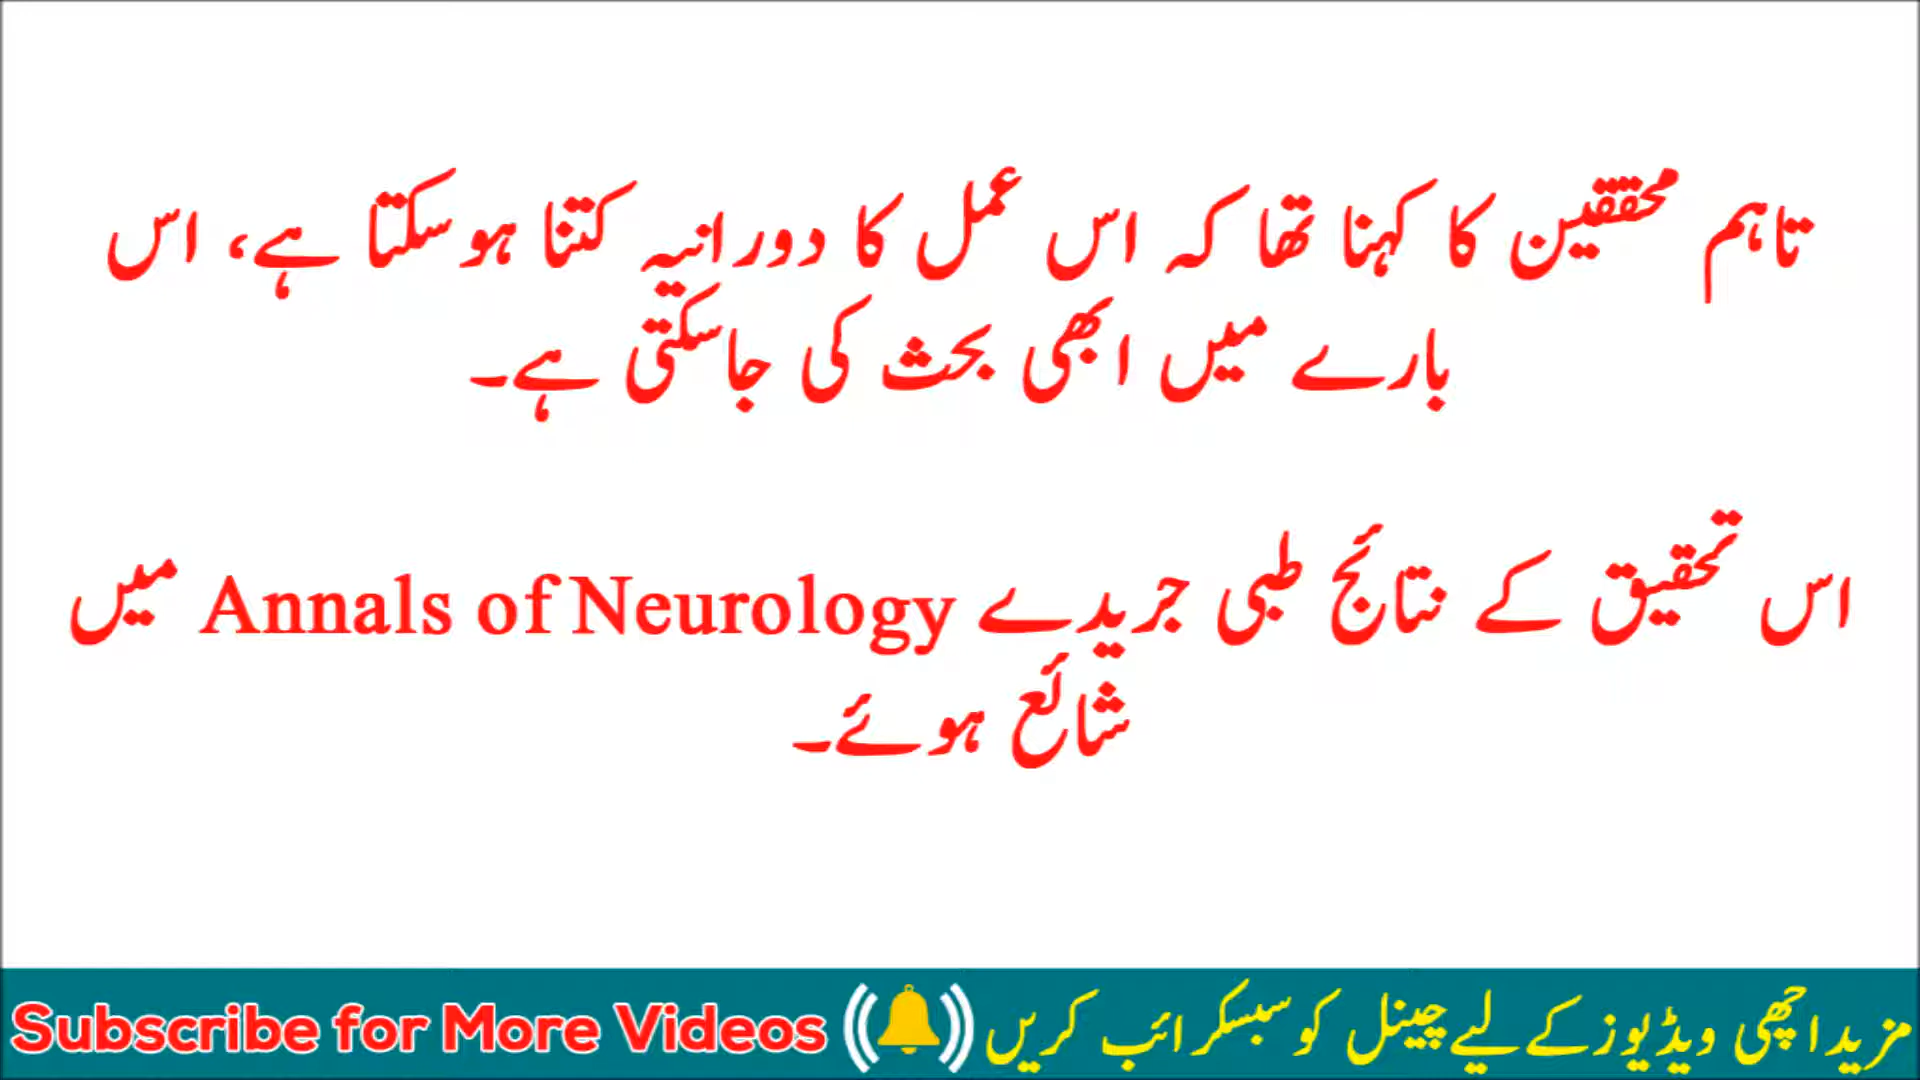 تاہم محققین کا کہنا تھا کہ اس عمل کا دورانیہ کتنا ہوسکتا ہے، اس
بارے میں ابھی بحث کی جاسکتی ہے۔
اس تحقیق کے نتائج طبی جریدے Annals of Neurology میں
شائع ہوئے۔
Subscribe for More Videos
مزید اچھی ویڈیوز کے لیے چینل کو سبسکرائب کریں